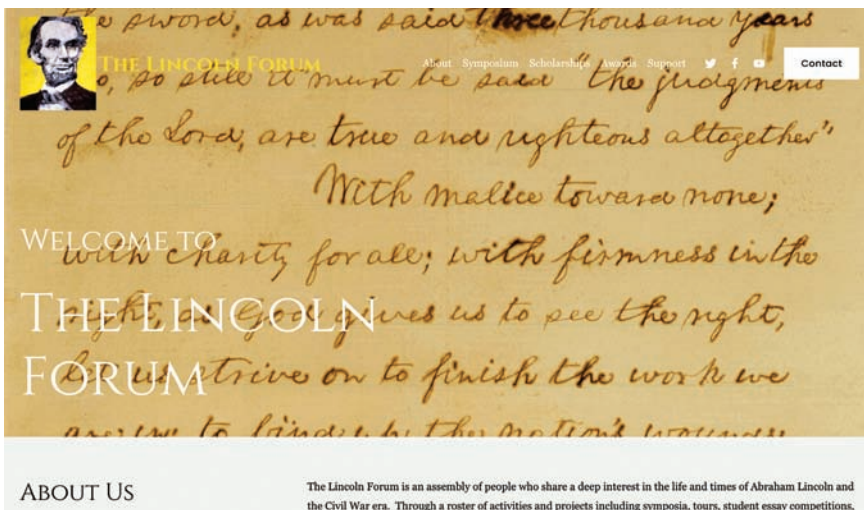 the sword, as was said three thousand years
so, so still it must be said "the judgments
of the Lord, are true and righteous altogether"
With malice toward none;
with charity for all; with firmness in the
right, as God gives us to see the right,
let us strive on to finish the work we
are in; to bind up the nation's wounds;
THE LINCOLN FORUM
About Symposium Scholarships Awards Support
Contact
WELCOME TO
THE LINCOLN
FORUM
ABOUT US
The Lincoln Forum is an assembly of people who share a deep interest in the life and times of Abraham Lincoln and
the Civil War era. Through a roster of activities and projects including symposia, tours, student essay competitions,